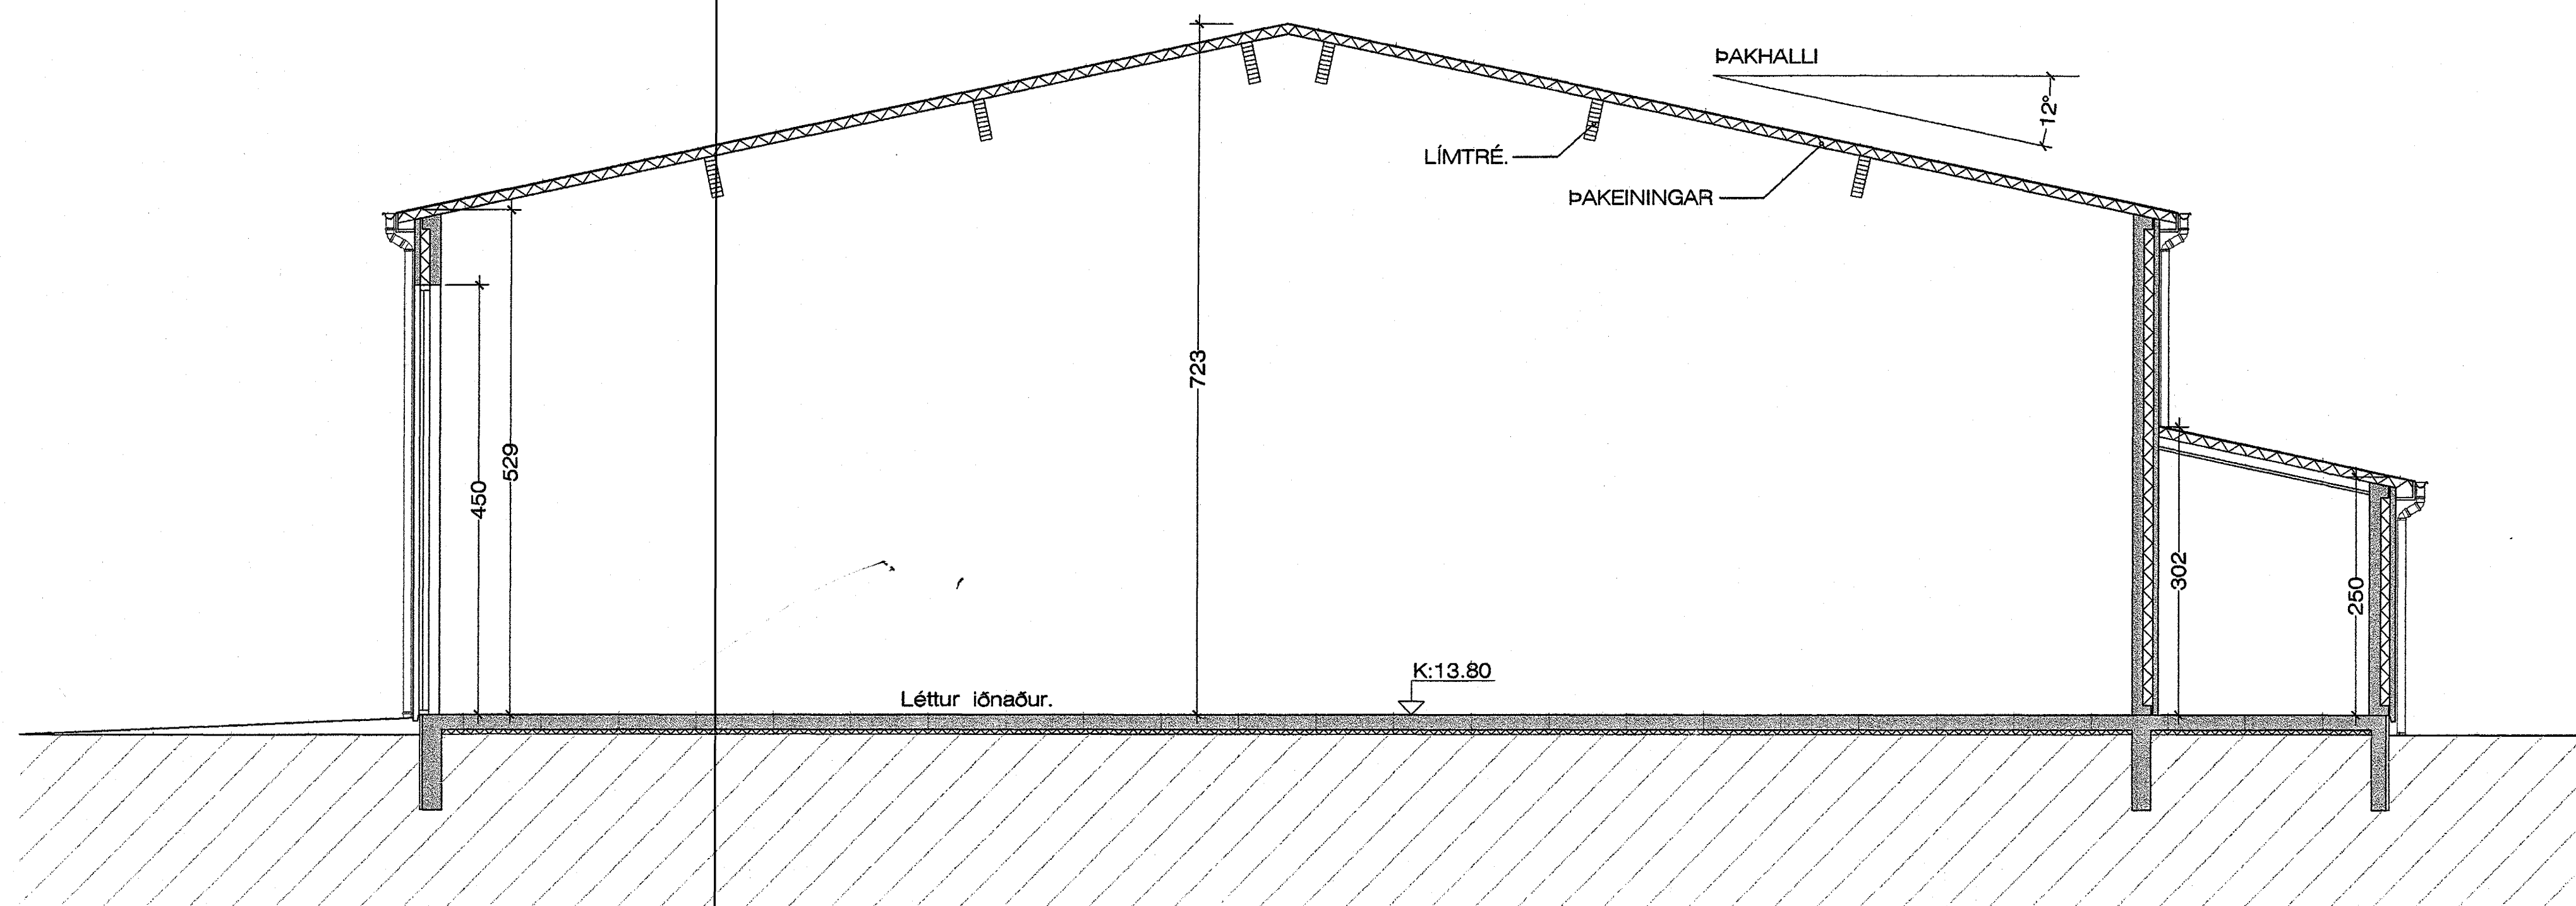 ÞAKHALLI
12°
LÍMTRÉ.
ÞAKEININGAR
723
529
450
302
250
K:13.80
Léttur iðnaður.